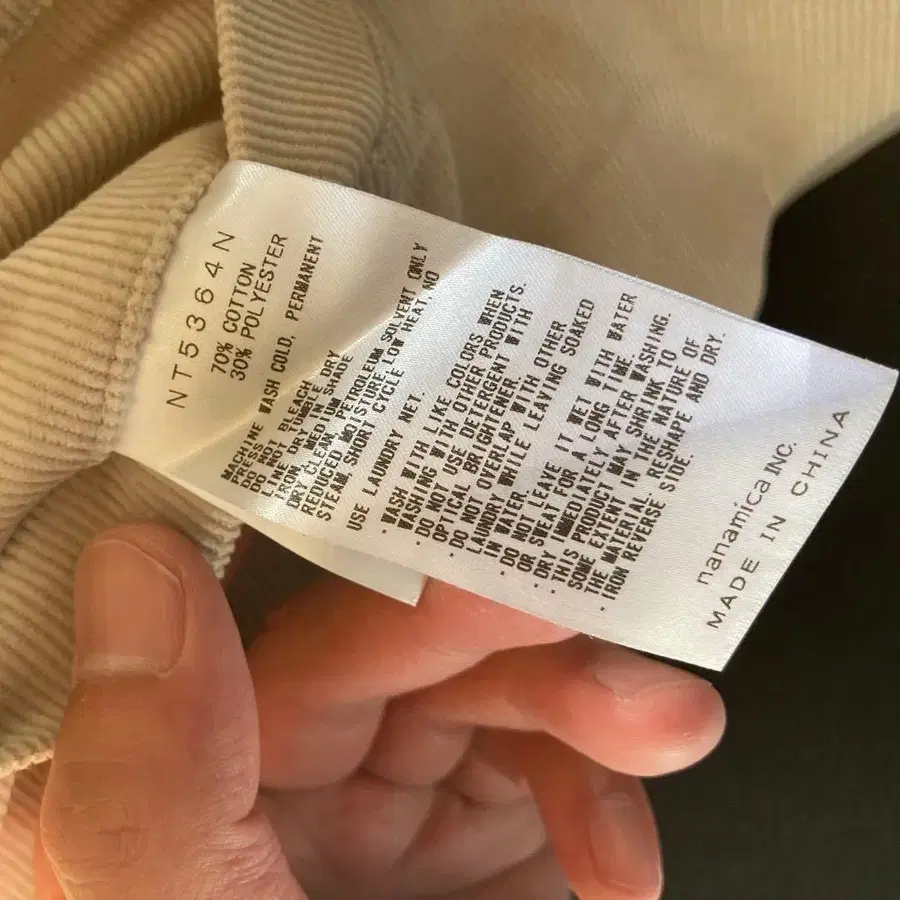 NT5364N
70% COTTON
30% POLYESTER
MACHINE WASH COLD, PERMANENT
PRESS
DO NOT BLEACH
DO NOT TUMBLE DRY
LINE DRY IN SHADE
IRON MEDIUM
DRY CLEAN, PETROLEUM SOLVENT ONLY
REDUCED MOISTURE, LOW HEAT, NO
STEAM, SHORT CYCLE
USE LAUNDRY NET.
・WASH WITH LIKE COLORS WHEN
WASHING WITH OTHER PRODUCTS.
・DO NOT USE DETERGENT WITH
OPTICAL BRIGHTENER.
・DO NOT OVERLAP WITH OTHER
LAUNDRY WHILE LEAVING SOAKED
IN WATER.
・DO NOT LEAVE IT WET WITH WATER
OR SWEAT FOR A LONG TIME.
・DRY IMMEDIATELY AFTER WASHING.
・THIS PRODUCT MAY SHRINK TO
SOME EXTENT IN THE NATURE OF
THE MATERIAL. RESHAPE AND DRY.
・IRON REVERSE SIDE.
nanamica INC.
MADE IN CHINA